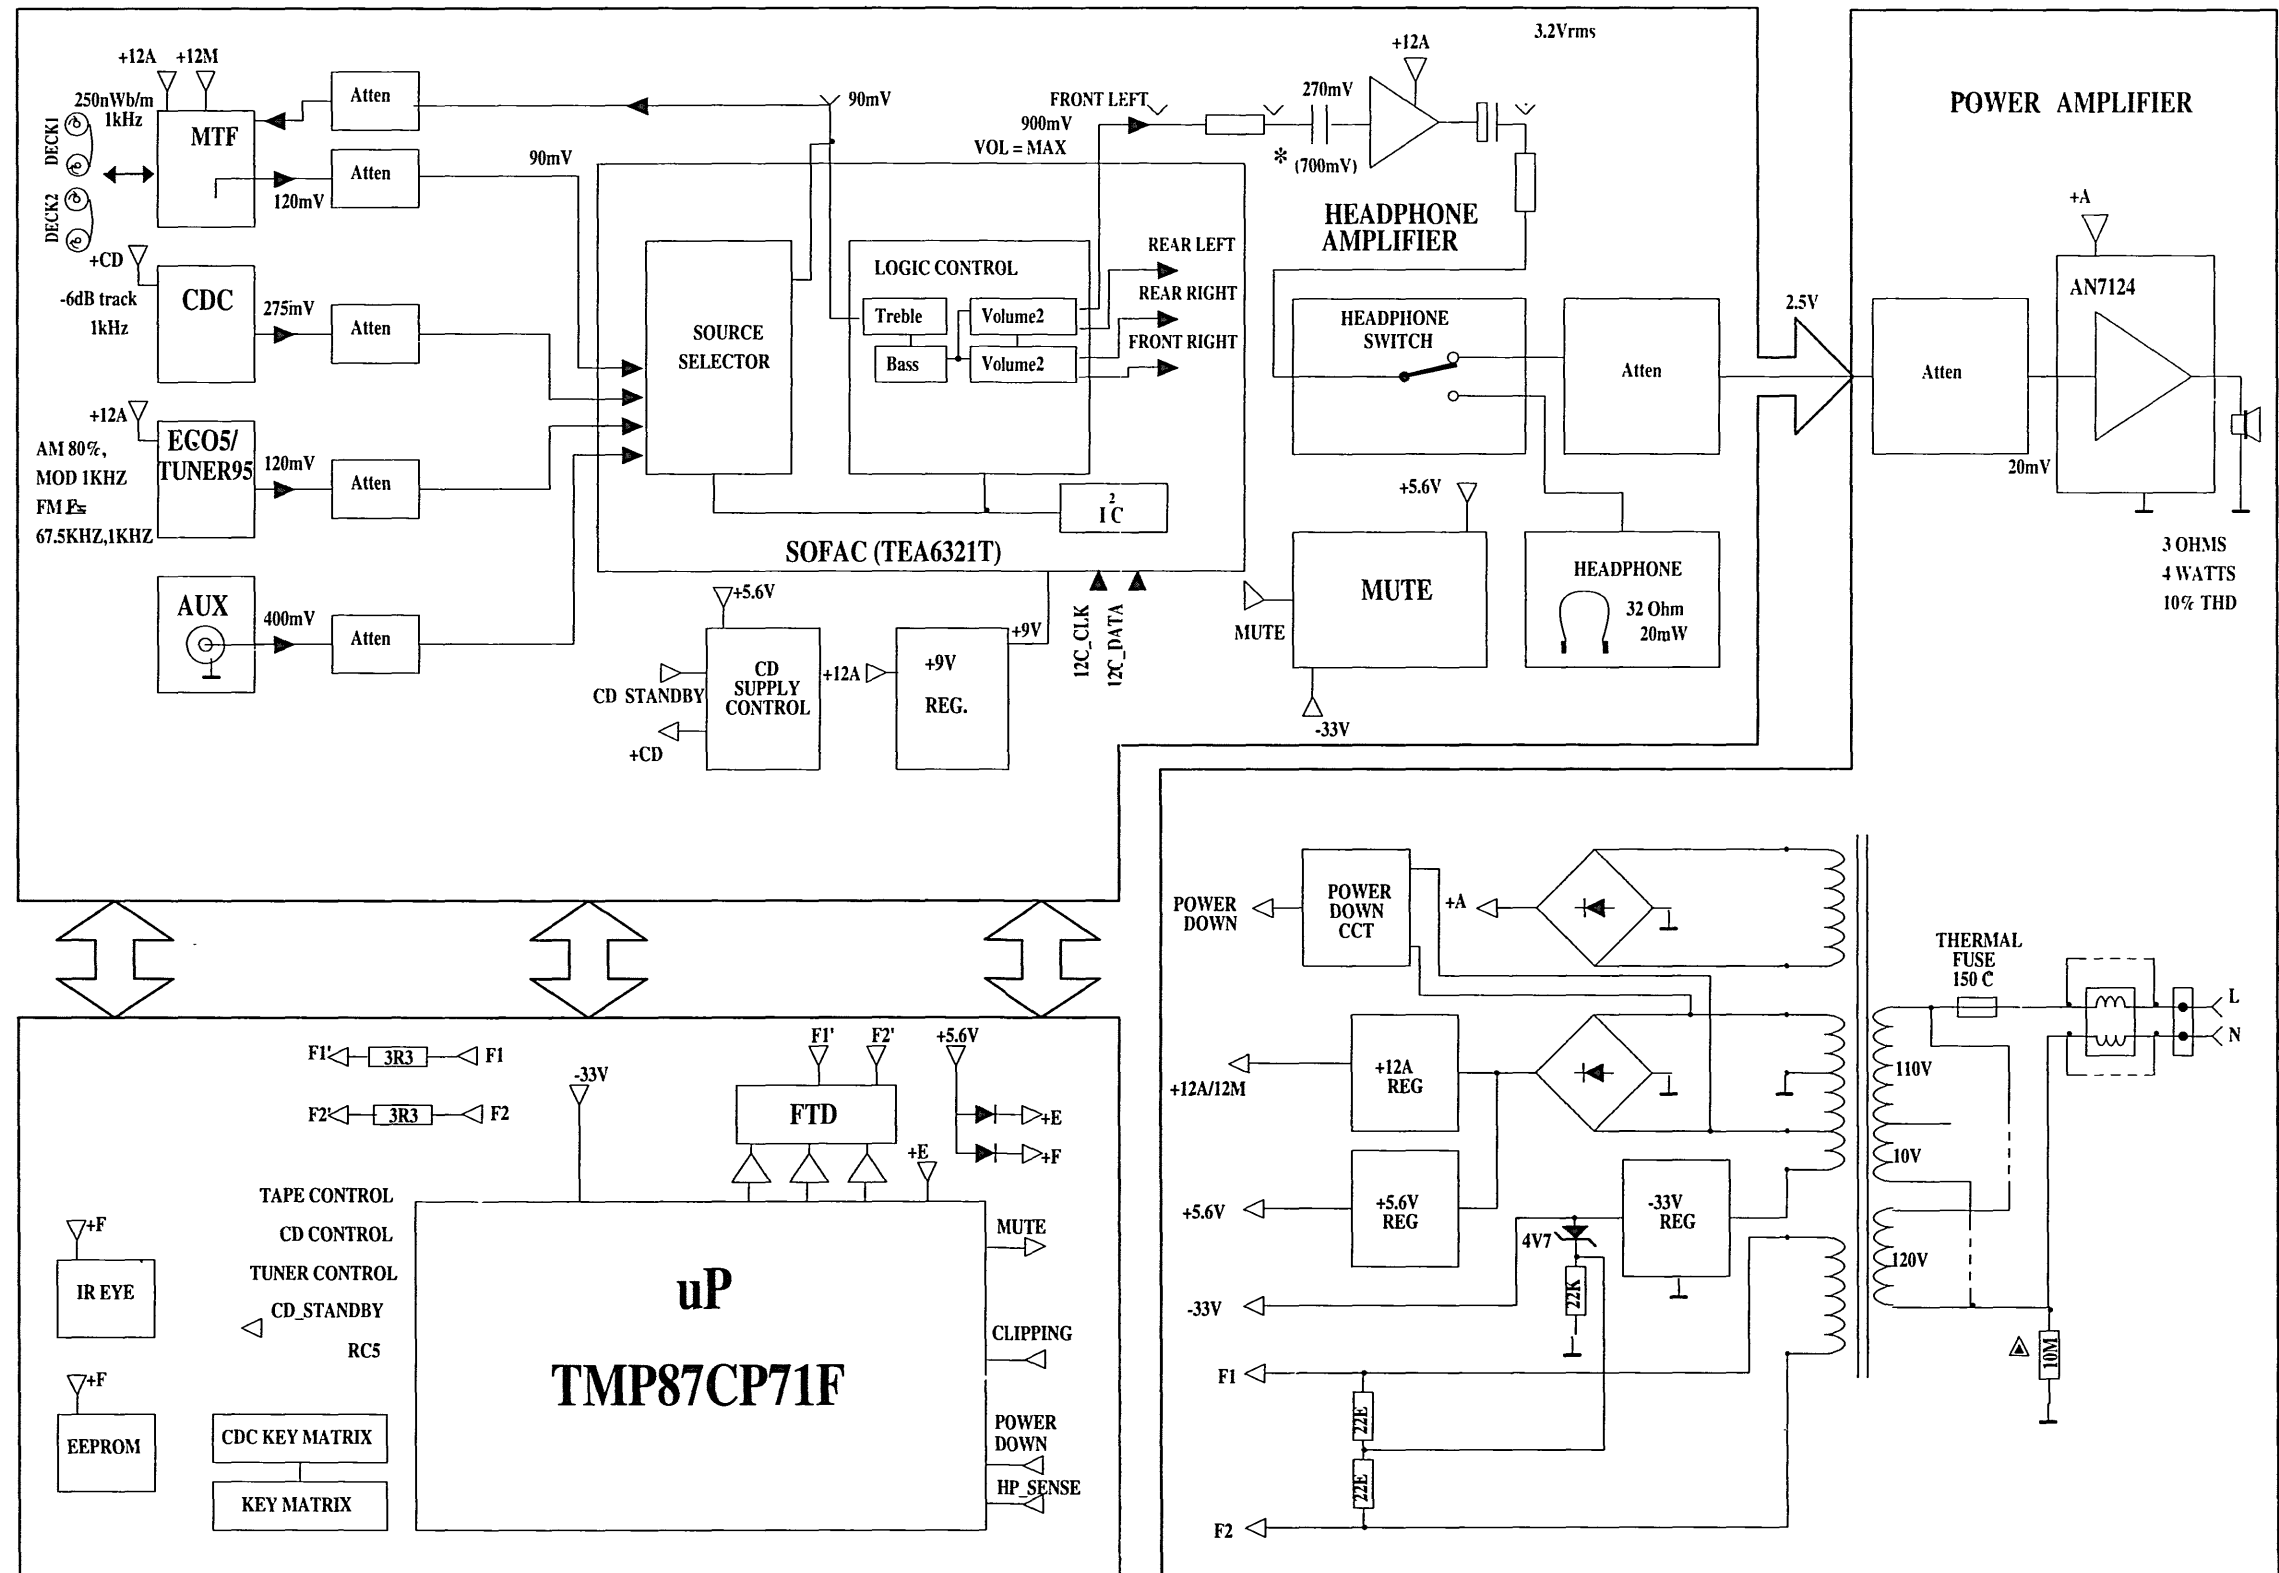 3.2Vrms
+12A +12M
250nWb/m
1kHz
DECK1
DECK2
MTF
Atten
90mV
Atten
120mV
90mV
FRONT LEFT
900mV
VOL = MAX
270mV
* (700mV)
+12A
HEADPHONE
AMPLIFIER
POWER AMPLIFIER
+A
AN7124
+CD
-6dB track
1kHz
CDC
275mV
Atten
SOURCE
SELECTOR
LOGIC CONTROL
Treble
Bass
Volume2
Volume2
REAR LEFT
REAR RIGHT
FRONT RIGHT
HEADPHONE
SWITCH
Atten
2.5V
Atten
20mV
+12A
AM 80%,
MOD 1KHZ
FM F=
67.5KHZ,1KHZ
ECO5/
TUNER95
120mV
Atten
2
I C
SOFAC (TEA6321T)
+5.6V
MUTE
MUTE
-33V
HEADPHONE
32 Ohm
20mW
3 OHMS
4 WATTS
10% THD
AUX
400mV
Atten
+5.6V
CD STANDBY
+CD
CD
SUPPLY
CONTROL
+12A
+9V
REG.
+9V
12C_CLK
12C_DATA
POWER
DOWN
POWER
DOWN
CCT
+A
THERMAL
FUSE
150 C
L
N
+12A/12M
+12A
REG
110V
10V
120V
+5.6V
+5.6V
REG
-33V
REG
4V7
22K
-33V
F1
22E
22E
F2
10M
F1' 3R3 F1
F2' 3R3 F2
-33V
F1' F2'
FTD
+5.6V
+E
+F
+E
TAPE CONTROL
CD CONTROL
TUNER CONTROL
CD_STANDBY
RC5
+F
IR EYE
+F
EEPROM
CDC KEY MATRIX
KEY MATRIX
uP
TMP87CP71F
MUTE
CLIPPING
POWER
DOWN
HP_SENSE